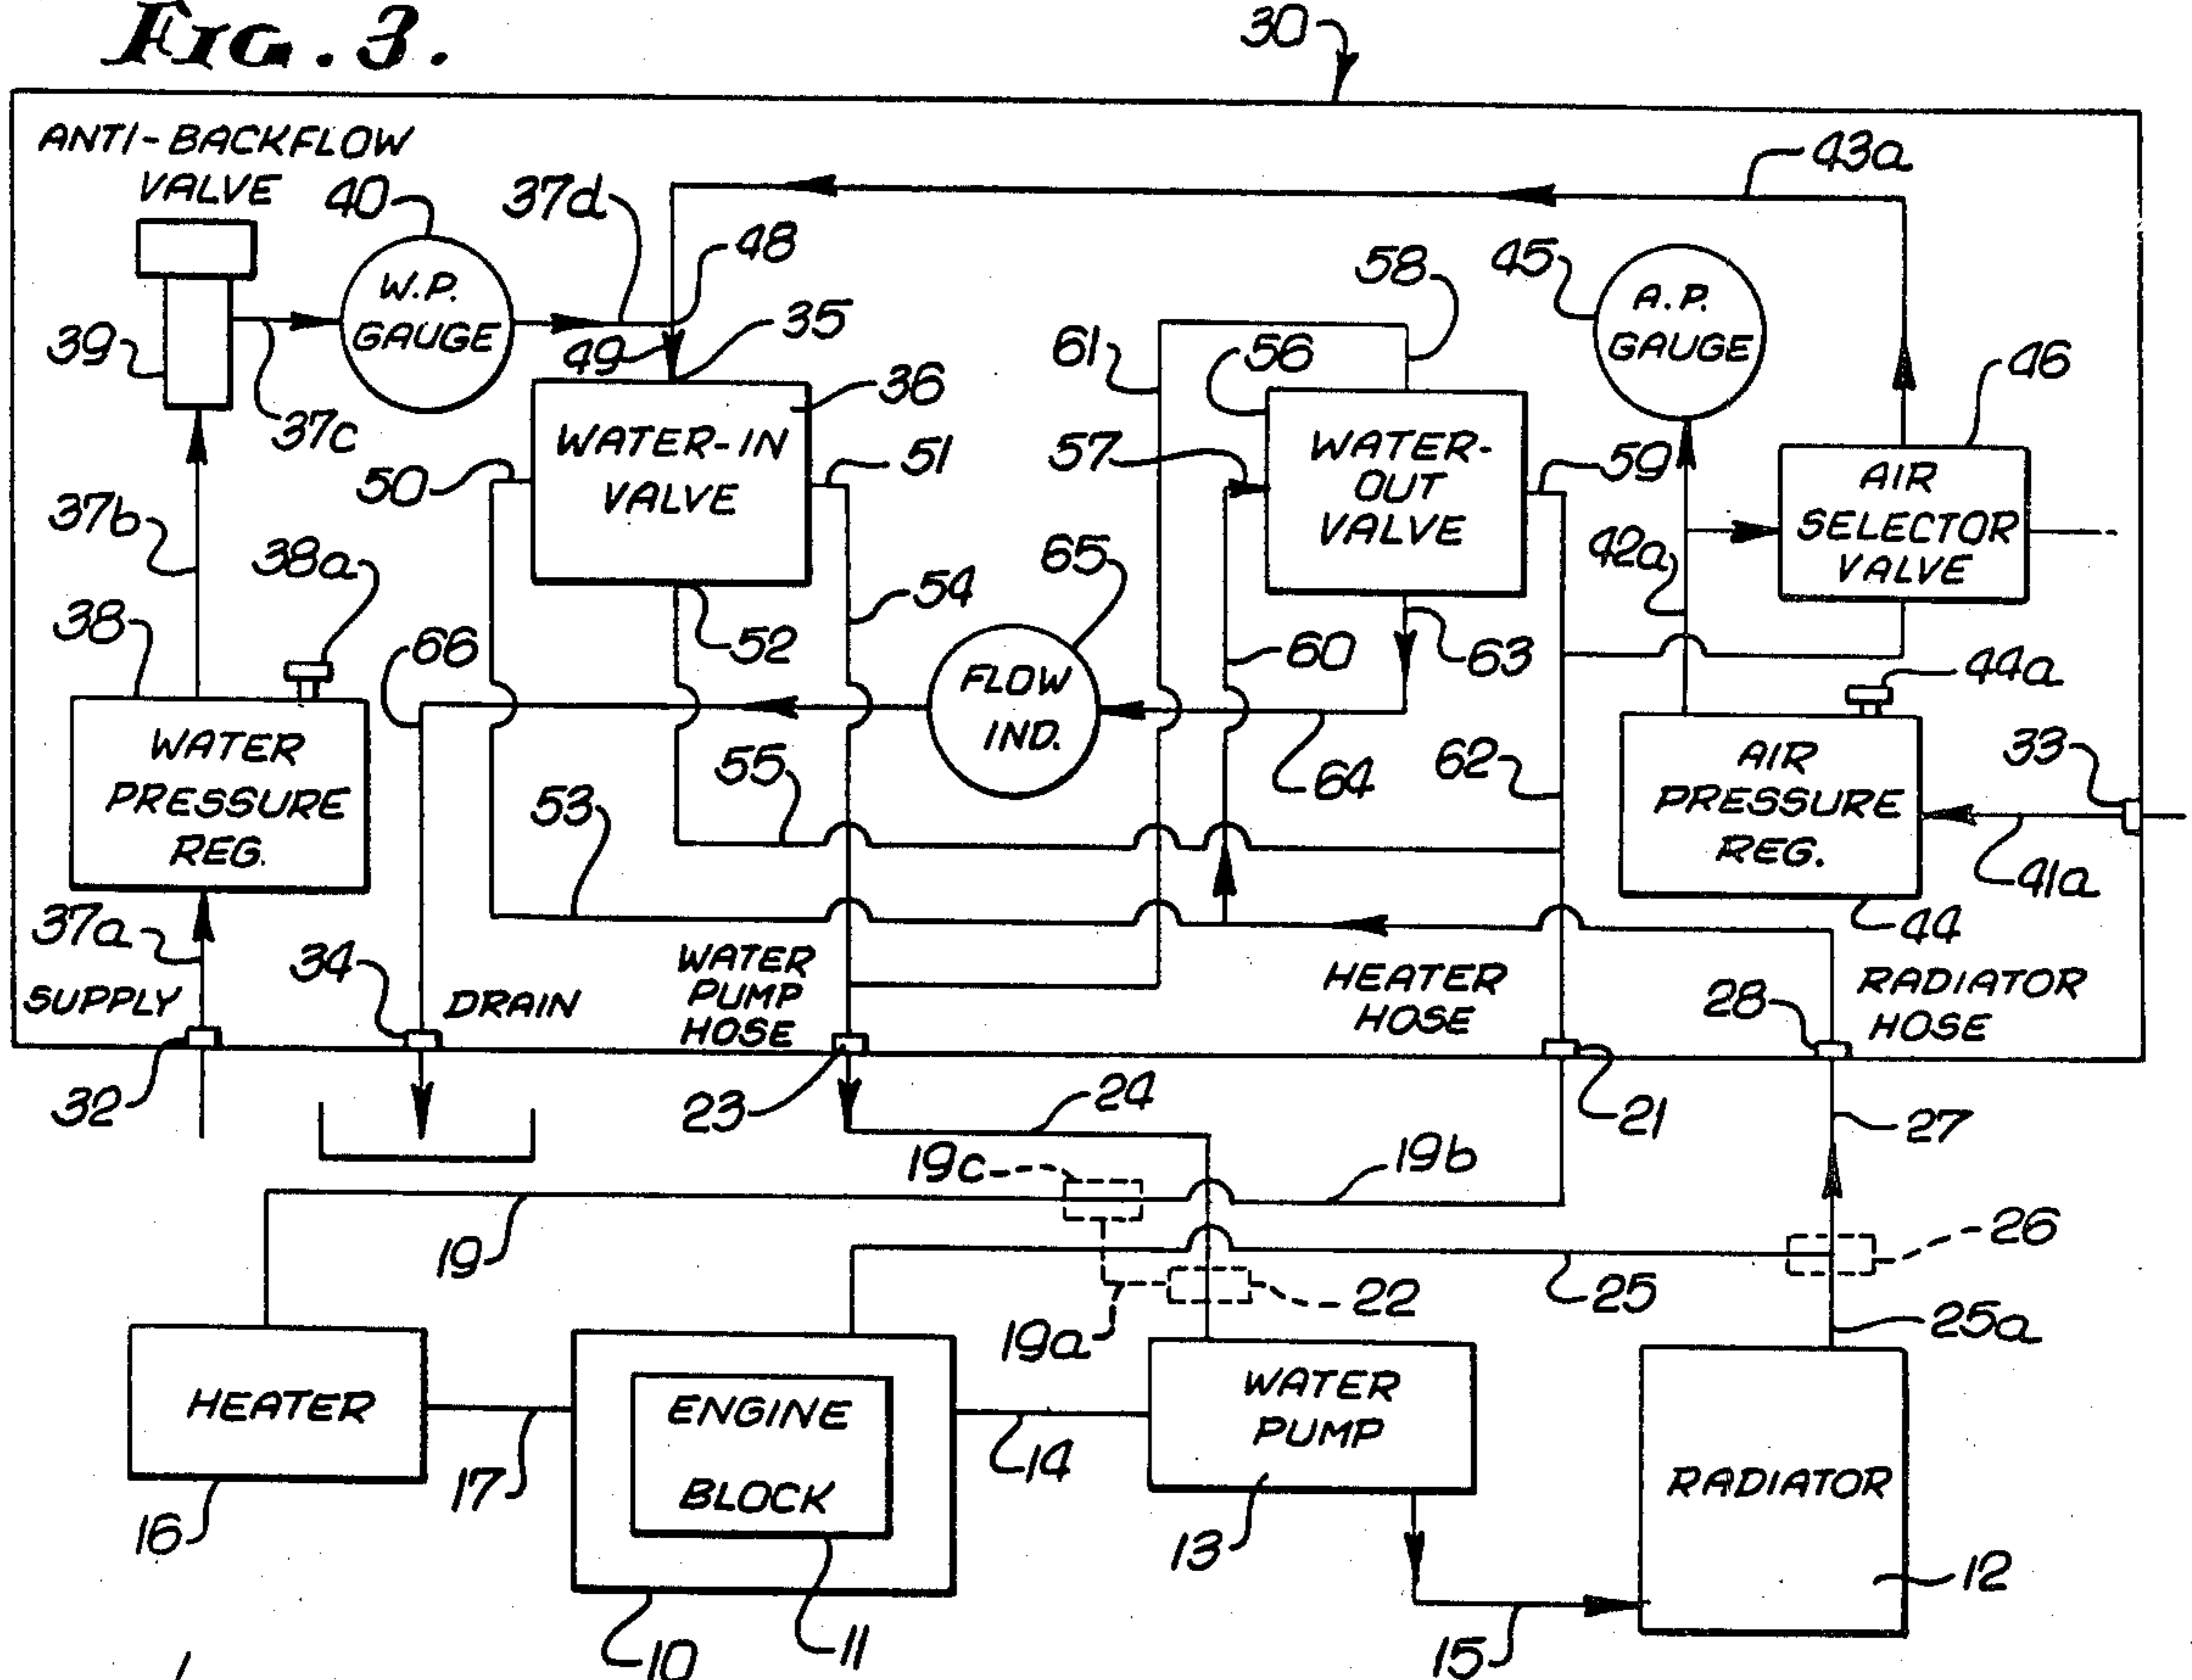 FIG. 3.
30
ANTI-BACKFLOW
VALVE
40
37d
48
43a
W.P.
GAUGE
39
37c
49
35
36
WATER-IN
VALVE
50
51
52
54
61
58
56
57
WATER-
OUT
VALVE
59
45
A.P.
GAUGE
46
AIR
SELECTOR
VALVE
42a
37b
38a
38
66
65
FLOW
IND.
60
63
64
62
44a
33
WATER
PRESSURE
REG.
53
55
AIR
PRESSURE
REG.
41a
44
37a
34
SUPPLY
DRAIN
WATER
PUMP
HOSE
HEATER
HOSE
28
RADIATOR
HOSE
32
23
24
21
27
19c
19b
19
26
22
19a
25
25a
HEATER
ENGINE
BLOCK
WATER
PUMP
RADIATOR
17
14
16
13
12
10
11
15